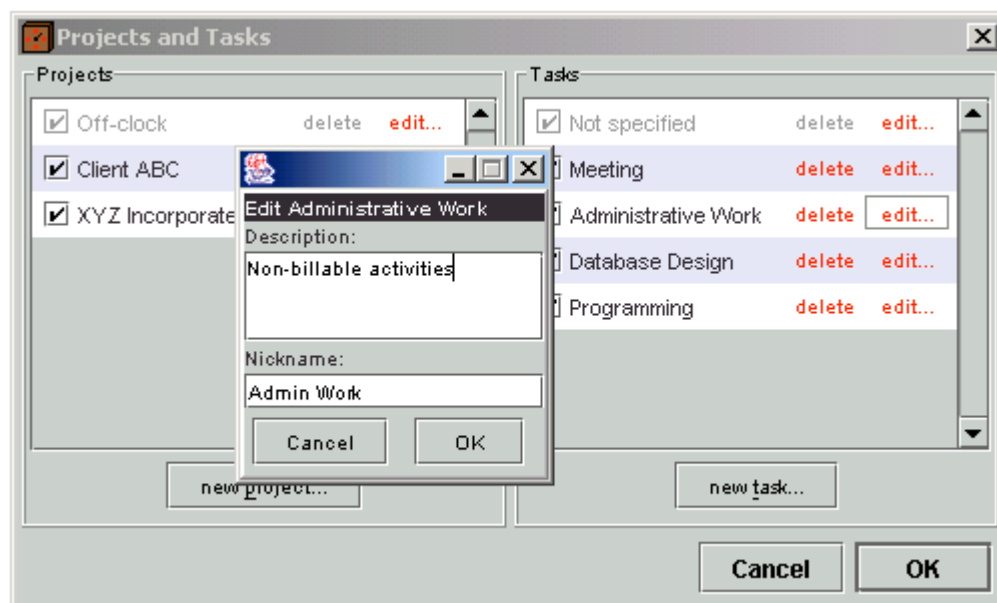 Projects and Tasks
Projects
Off-clock delete edit...
Client ABC
XYZ Incorporate
Edit Administrative Work
Description:
Non-billable activities
Nickname:
Admin Work
Cancel OK
new project...
Tasks
Not specified delete edit...
Meeting delete edit...
Administrative Work delete edit...
Database Design delete edit...
Programming delete edit...
new task...
Cancel OK